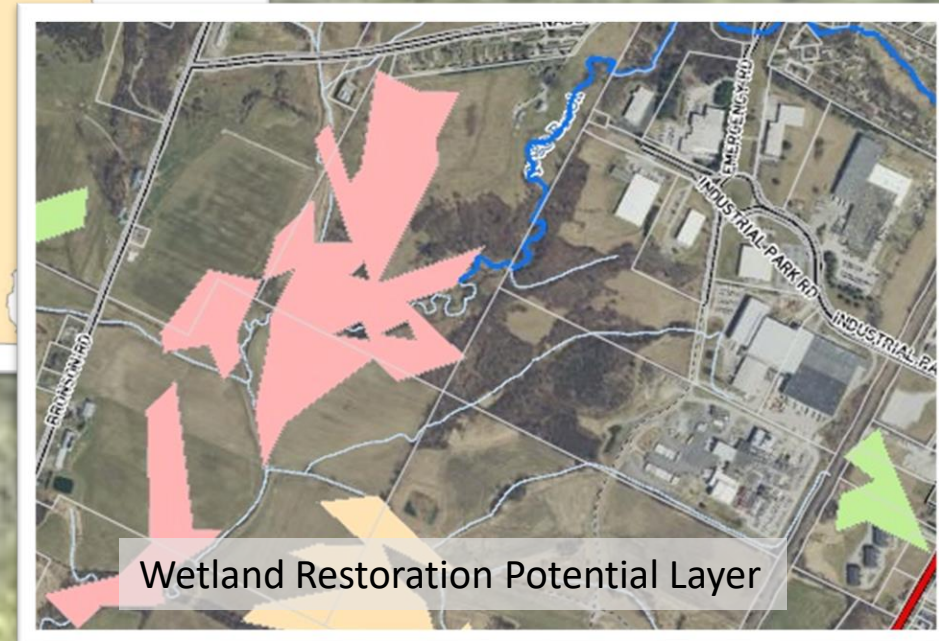 EMERGENCY RD
INDUSTRIAL PARK RD
INDUSTRIAL PA
BRONSON RD
Wetland Restoration Potential Layer